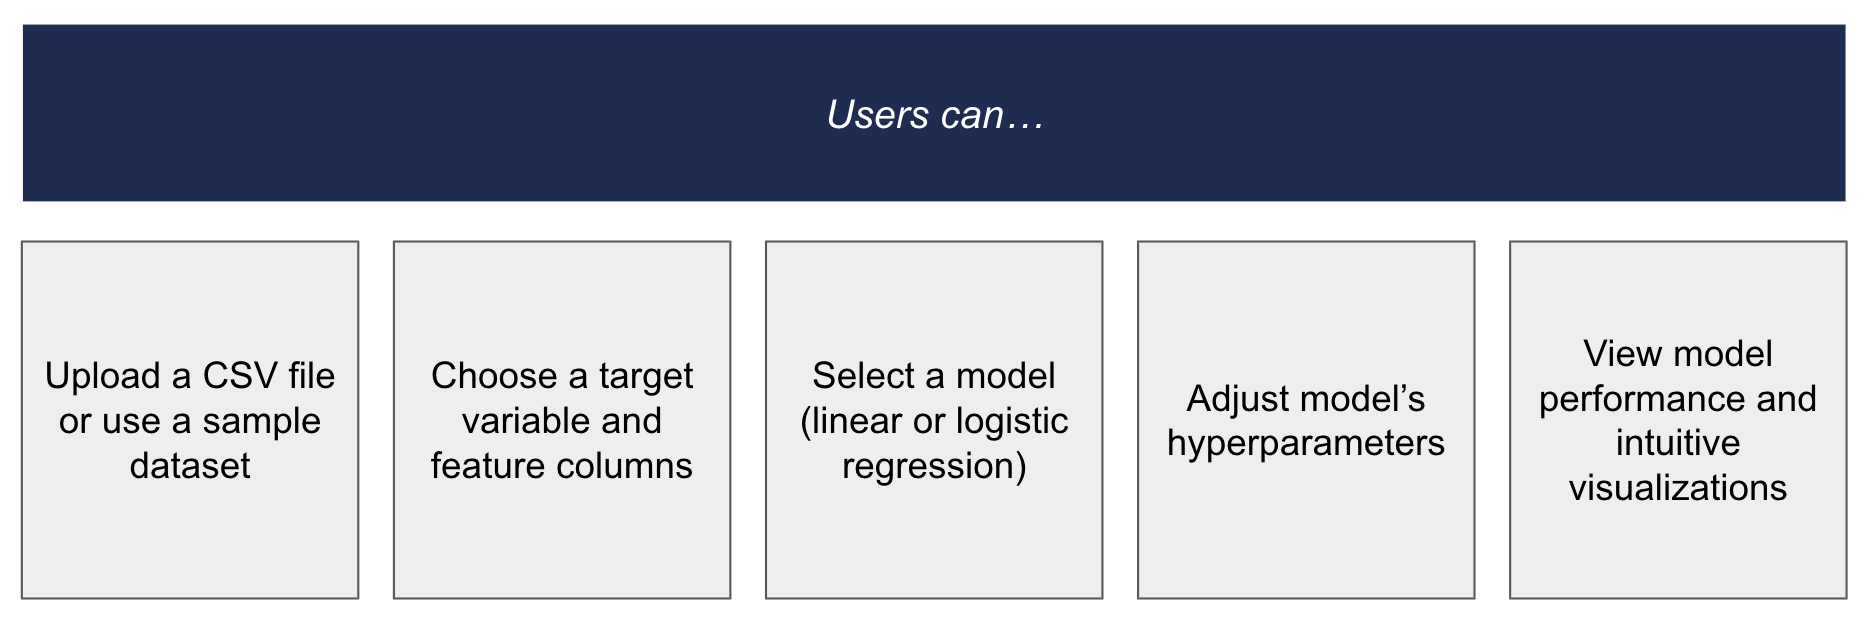 Users can…
Upload a CSV file
or use a sample
dataset
Choose a target
variable and
feature columns
Select a model
(linear or logistic
regression)
Adjust model’s
hyperparameters
View model
performance and
intuitive
visualizations